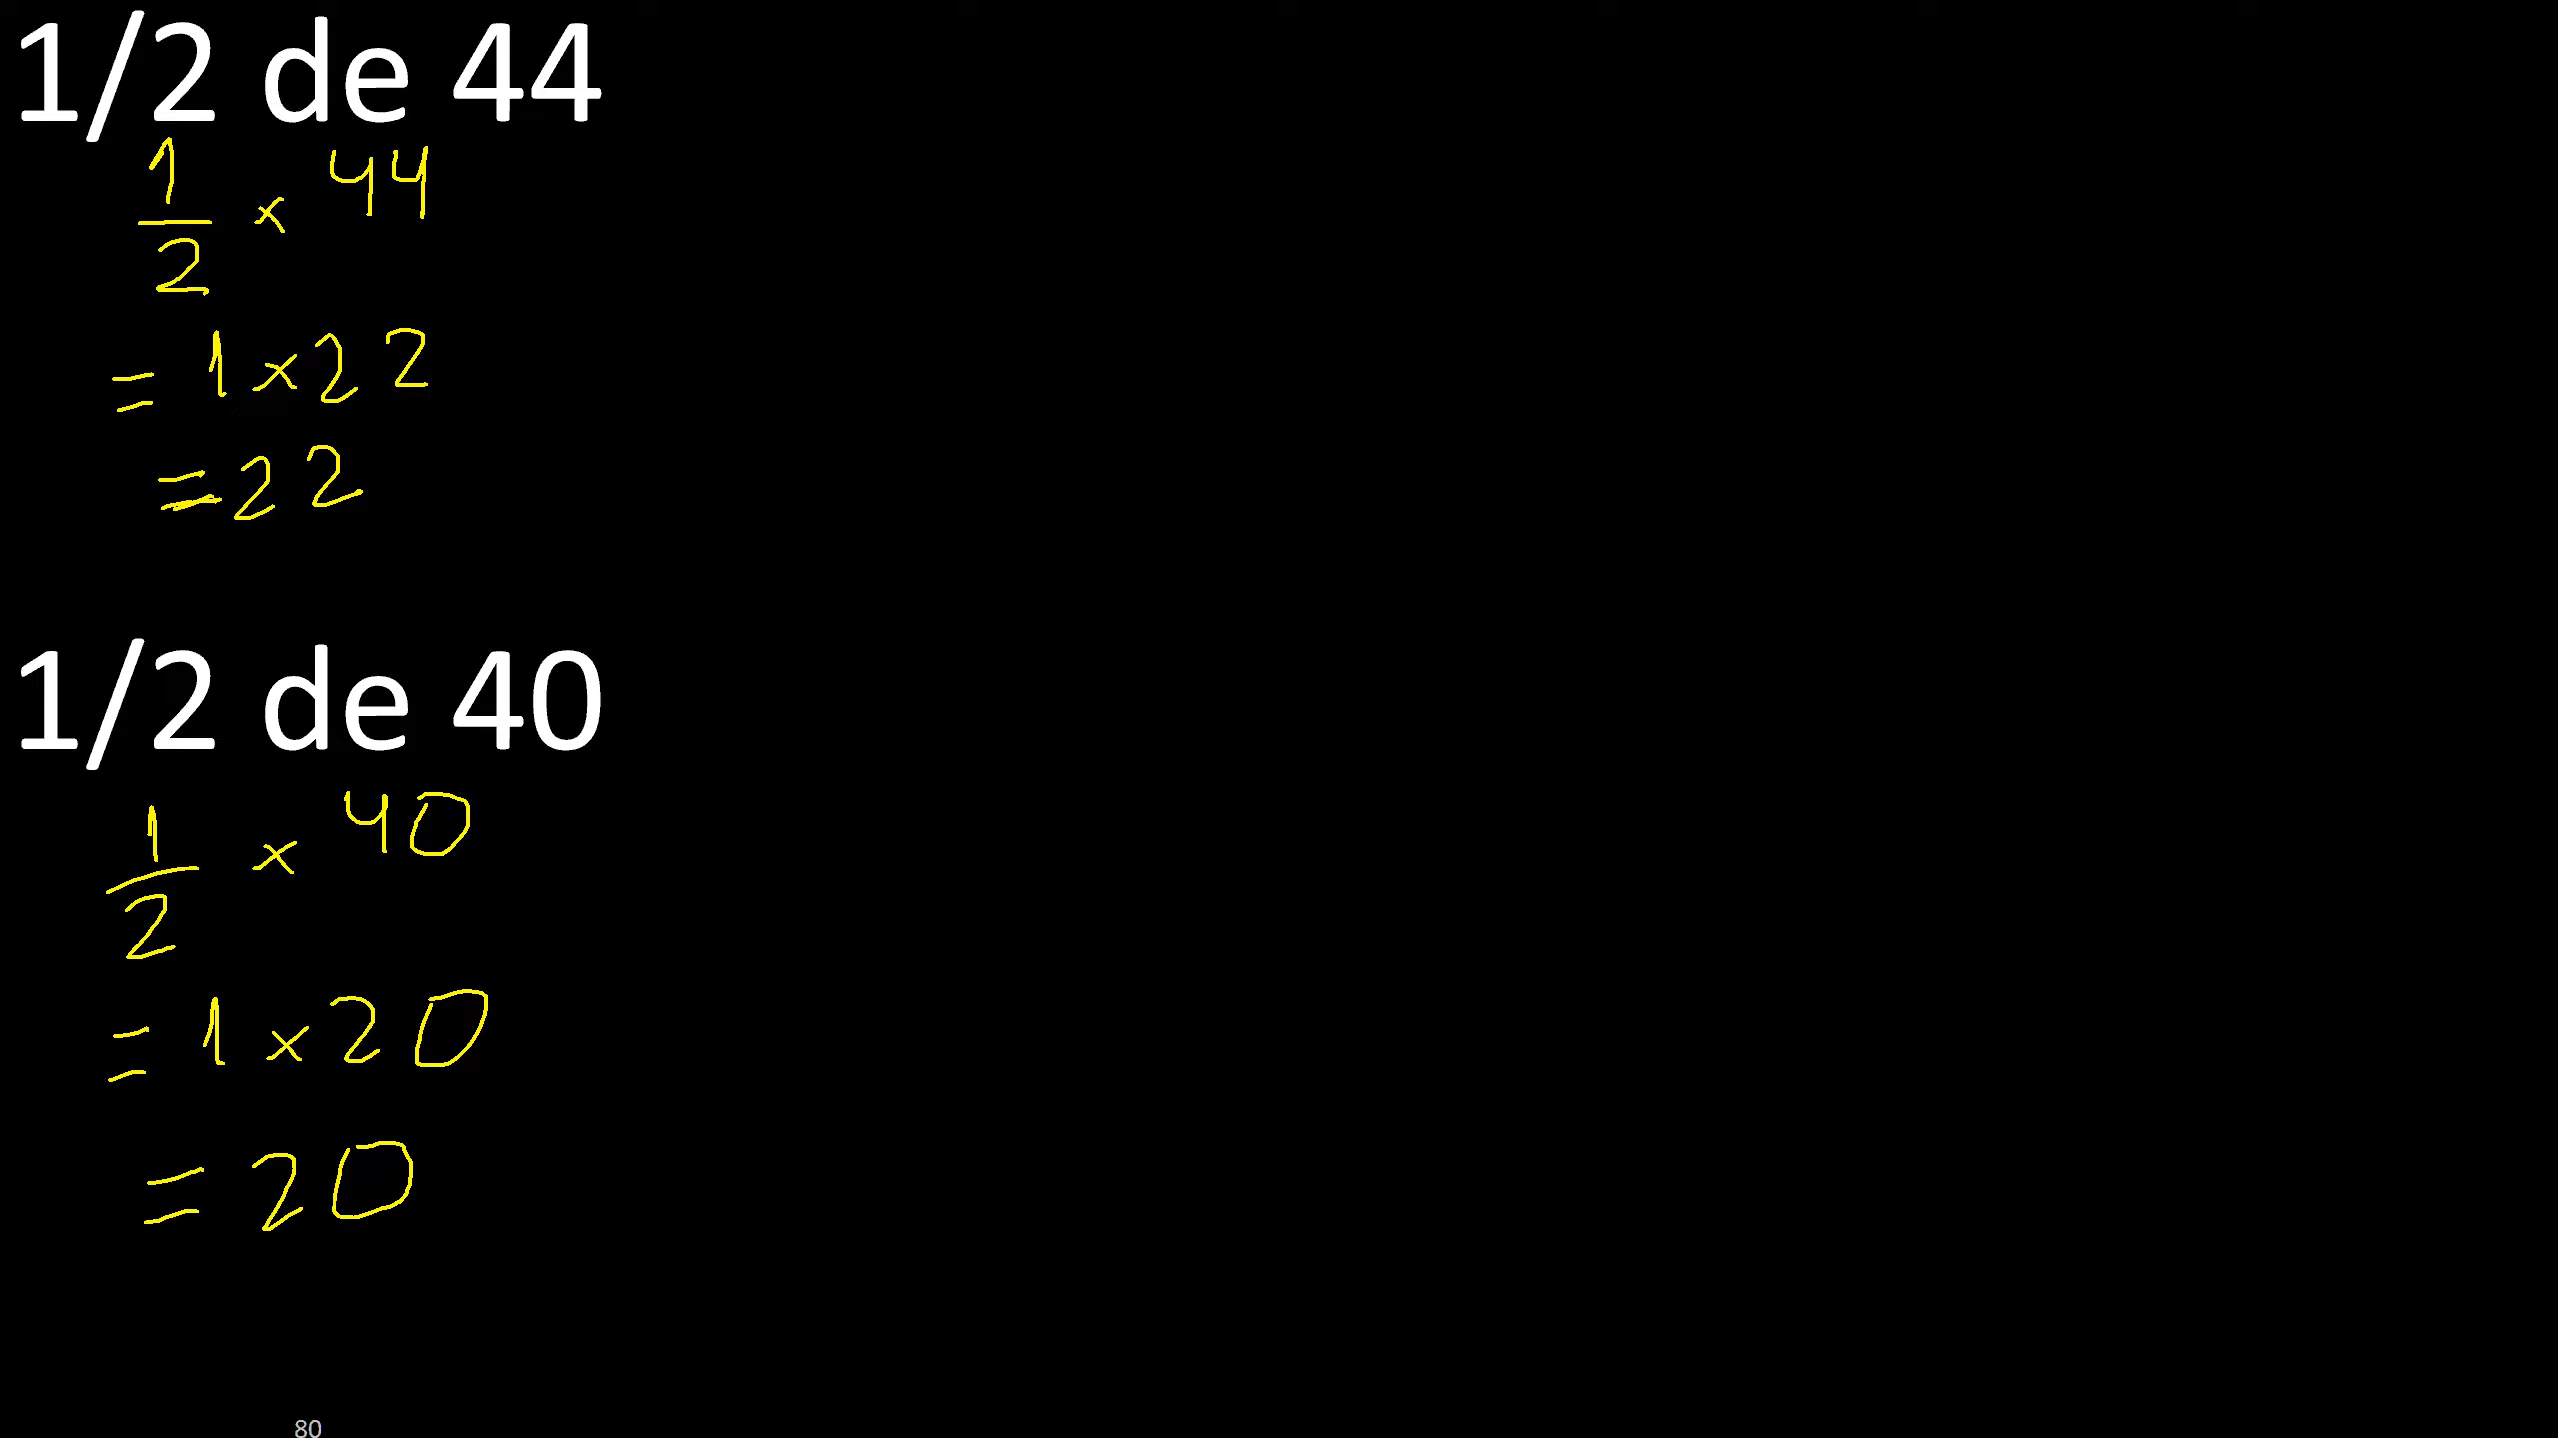 1/2 de 44
1/2 × 44
= 1 × 22
= 22
1/2 de 40
1/2 × 40
= 1 × 20
= 20
80